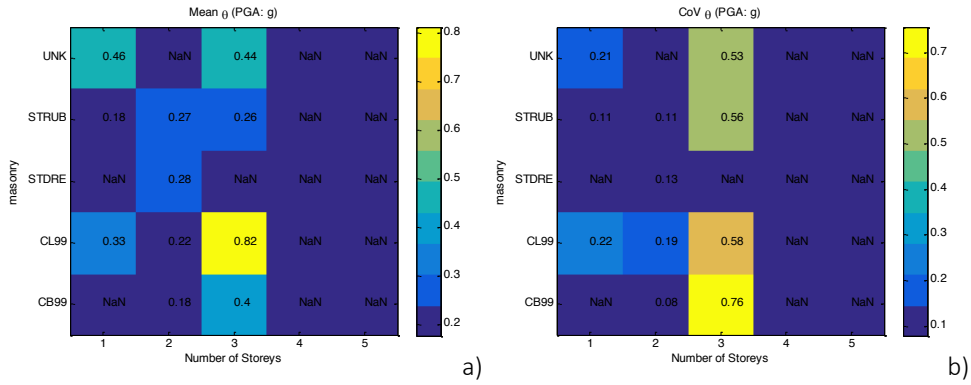 Mean θ (PGA: g)
UNK 0.46 NaN 0.44 NaN NaN
STRUB 0.18 0.27 0.26 NaN NaN
STDRE NaN 0.28 NaN NaN NaN
CL99 0.33 0.22 0.82 NaN NaN
CB99 NaN 0.18 0.4 NaN NaN
masonry
1 2 3 4 5
Number of Storeys
0.8
0.7
0.6
0.5
0.4
0.3
0.2
a)
CoV θ (PGA: g)
UNK 0.21 NaN 0.53 NaN NaN
STRUB 0.11 0.11 0.56 NaN NaN
STDRE NaN 0.13 NaN NaN NaN
CL99 0.22 0.19 0.58 NaN NaN
CB99 NaN 0.08 0.76 NaN NaN
masonry
1 2 3 4 5
Number of Storeys
0.7
0.6
0.5
0.4
0.3
0.2
0.1
b)